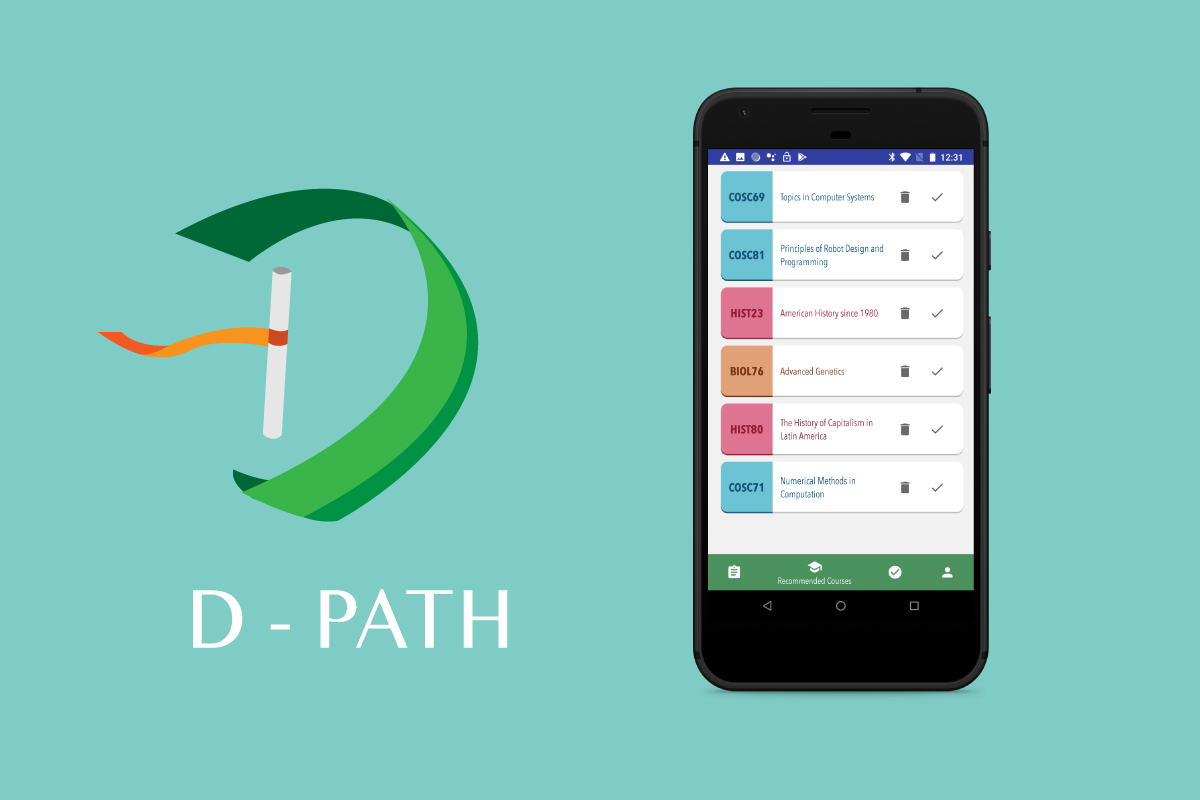 D - PATH
12:31
COSC69
Topics in Computer Systems
COSC81
Principles of Robot Design and
Programming
HIST23
American History since 1980
BIOL76
Advanced Genetics
HIST80
The History of Capitalism in
Latin America
COSC71
Numerical Methods in
Computation
Recommended Courses